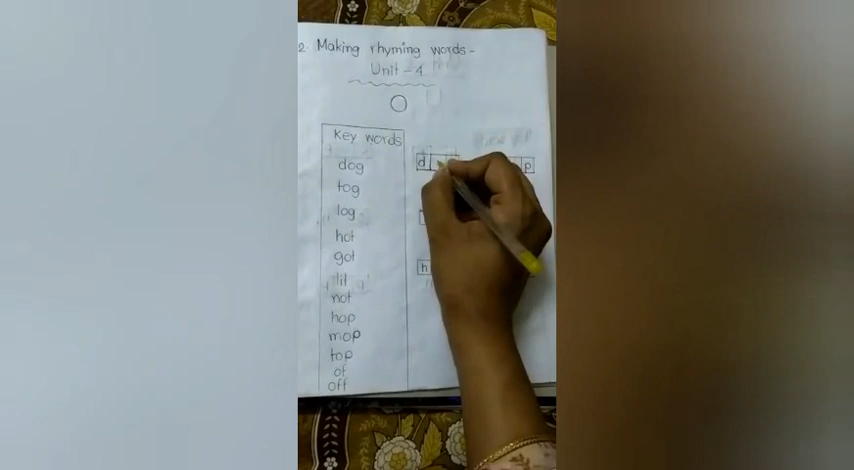 2. Making rhyming words -
Unit - 4
O
Key words
dog
tog
log
hot
got
lit
not
hop
mop
top
of
off
d
p
h